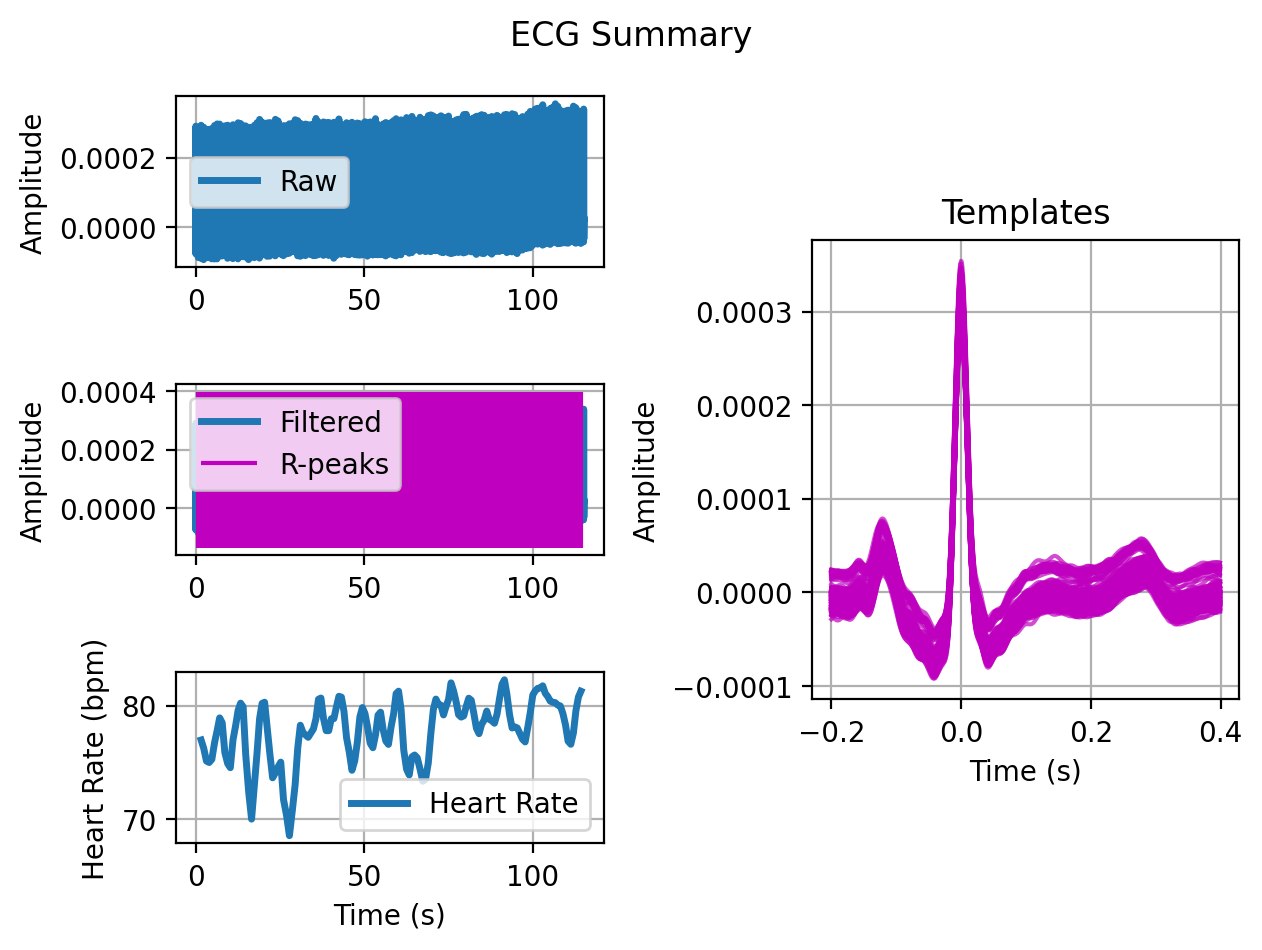 ECG Summary
Amplitude
0.0002
0.0000
Raw
0
50
100
Amplitude
0.0004
0.0002
0.0000
Filtered
R-peaks
0
50
100
Heart Rate (bpm)
80
70
Heart Rate
0
50
100
Time (s)
Templates
Amplitude
0.0003
0.0002
0.0001
0.0000
−0.0001
−0.2
0.0
0.2
0.4
Time (s)